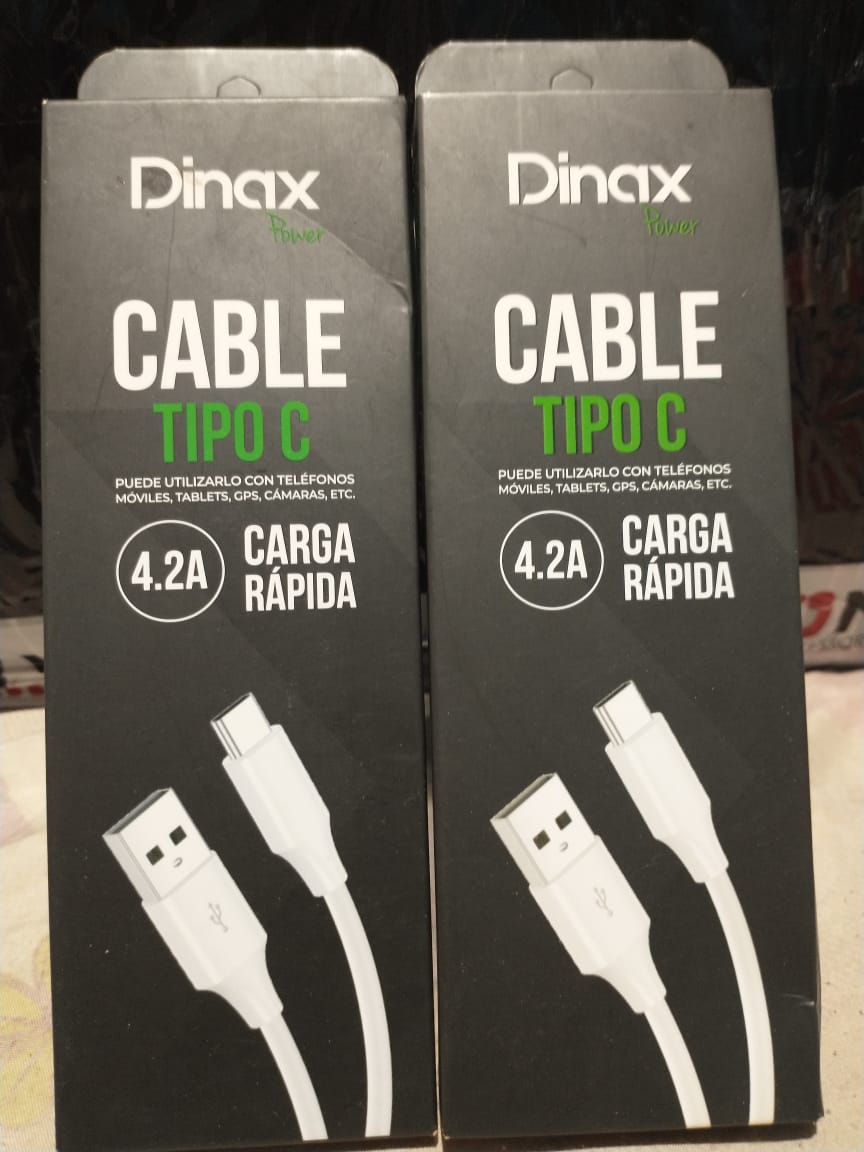 Dinax
Power
CABLE
TIPO C
PUEDE UTILIZARLO CON TELÉFONOS
MÓVILES, TABLETS, GPS, CÁMARAS, ETC.
4.2A
CARGA
RÁPIDA
Dinax
Power
CABLE
TIPO C
PUEDE UTILIZARLO CON TELÉFONOS
MÓVILES, TABLETS, GPS, CÁMARAS, ETC.
4.2A
CARGA
RÁPIDA